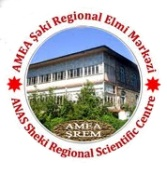 AMEA Şəki Regional Elmi Mərkəzi
AMEA
ŞREM
ANAS Sheki Regional Scientific Centre